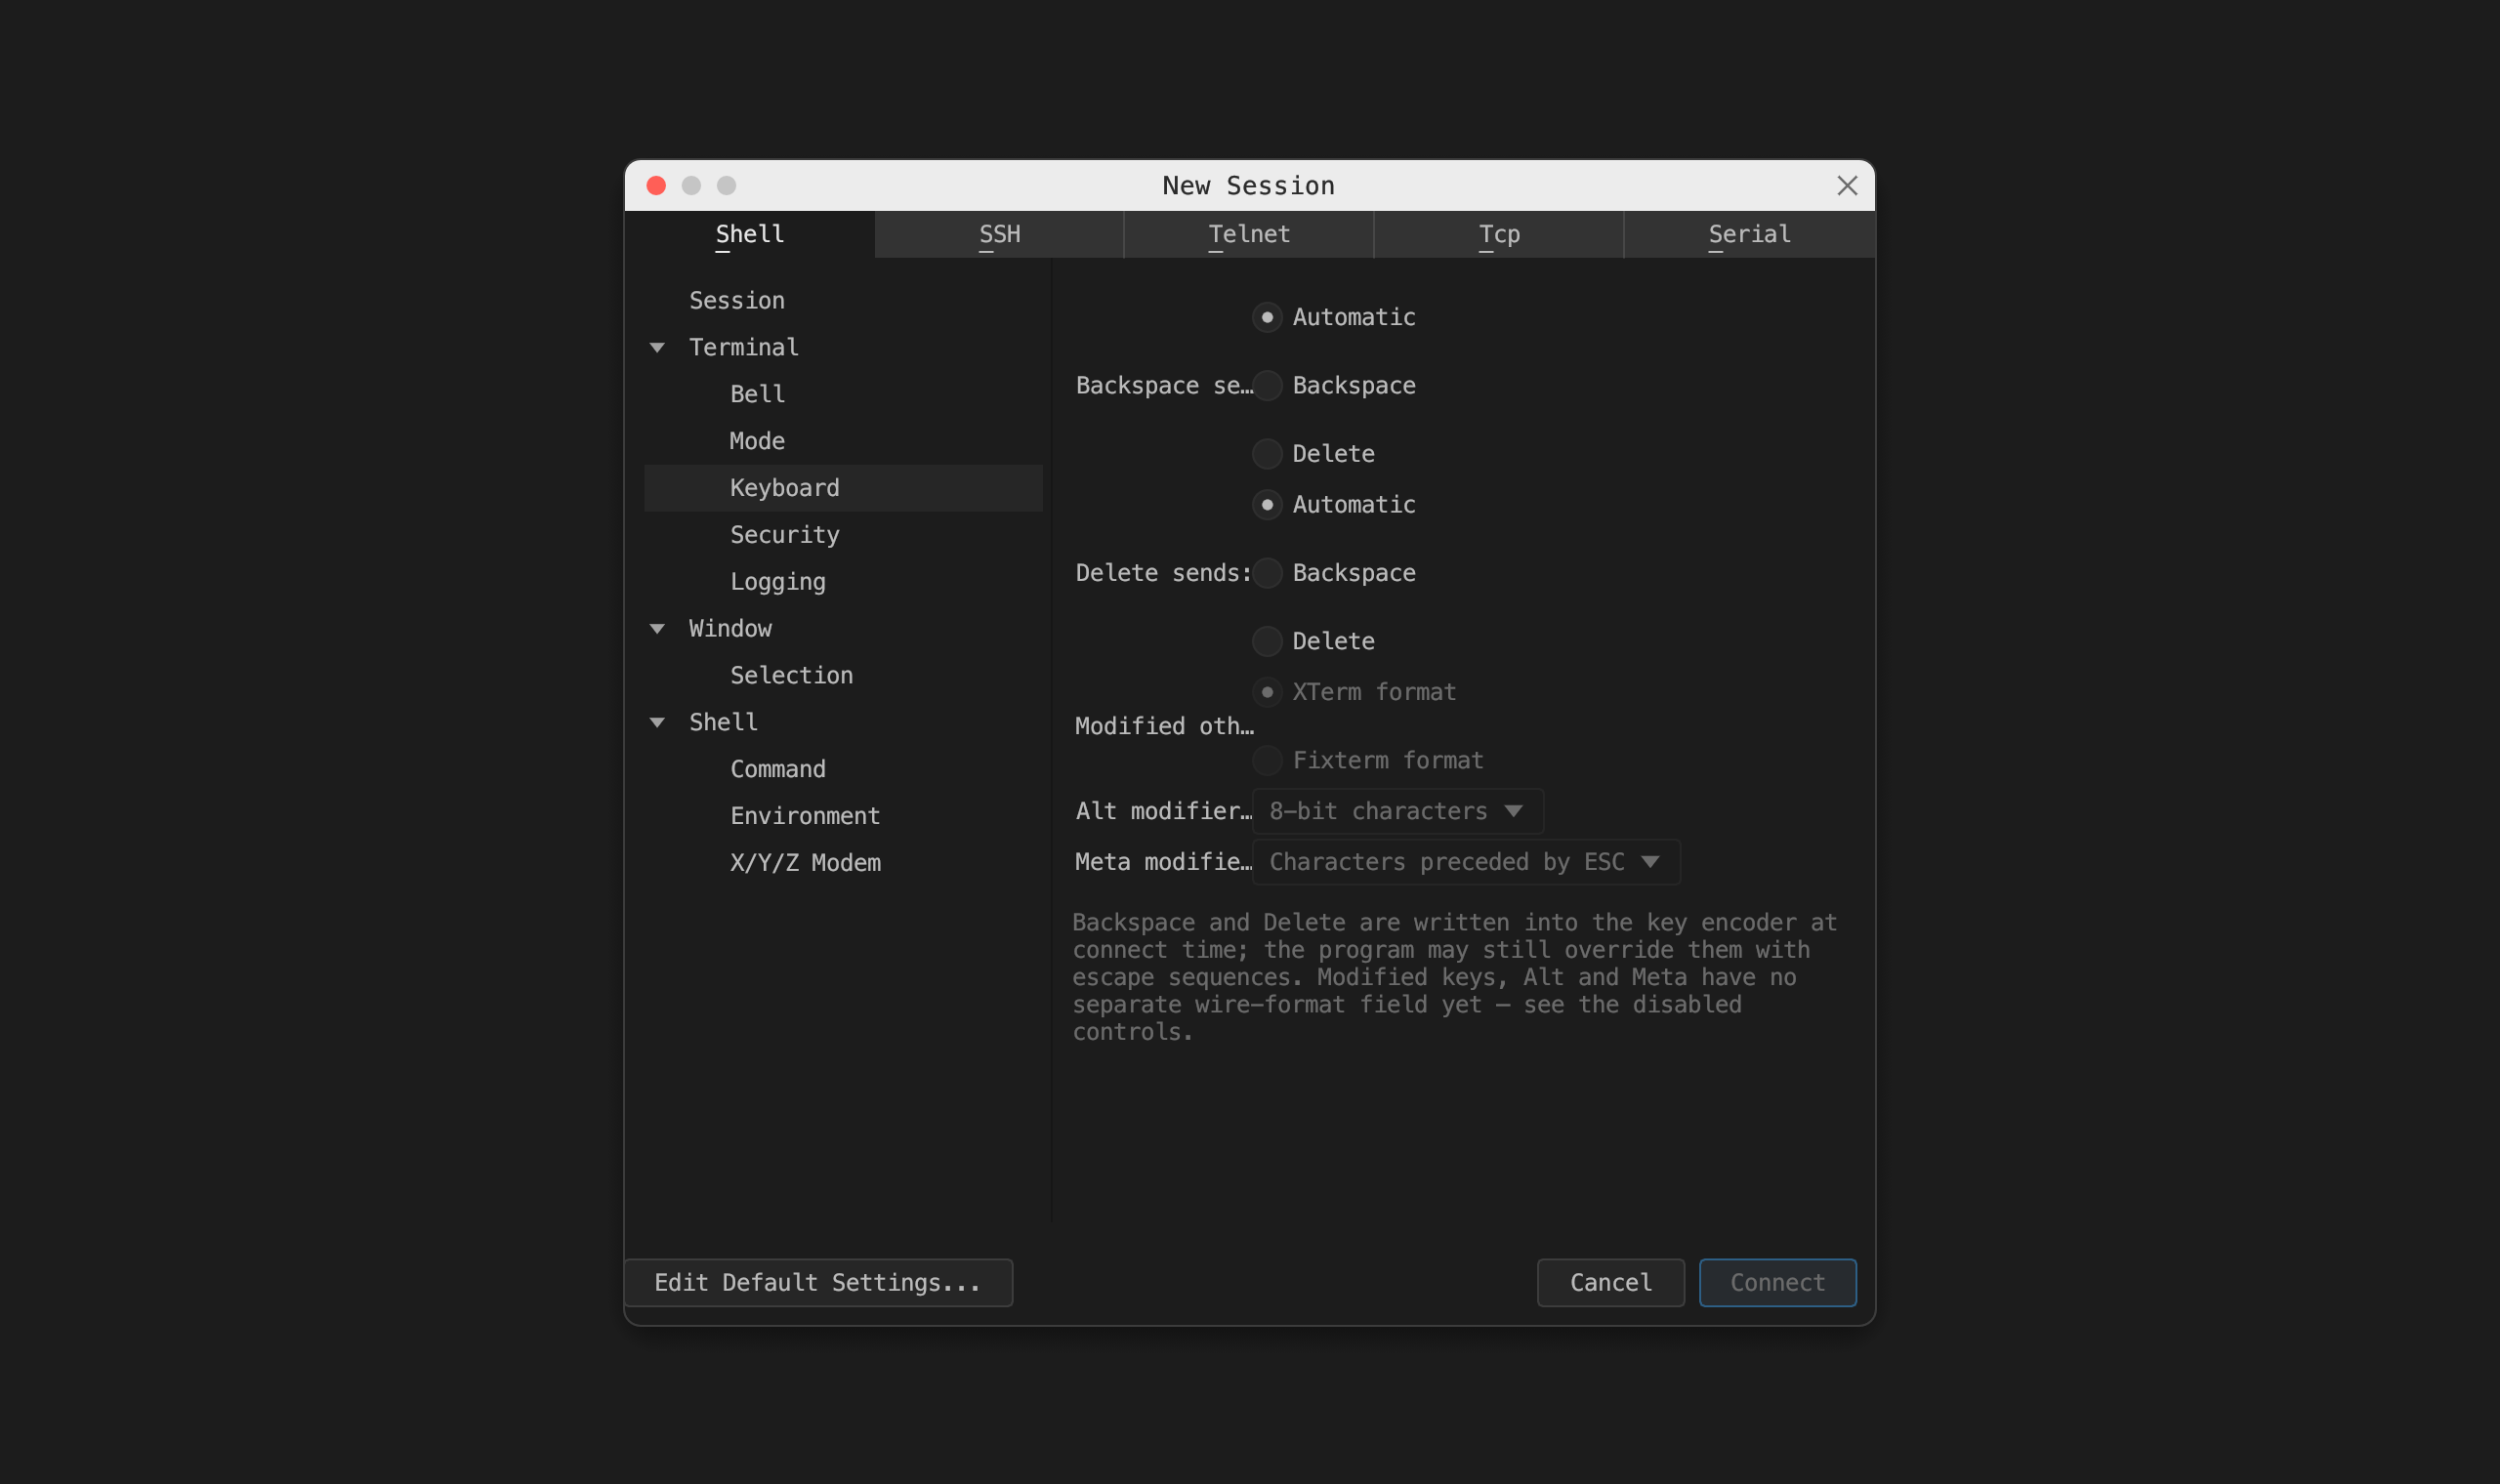 New Session
Shell
SSH
Telnet
Tcp
Serial
Session
Terminal
Bell
Mode
Keyboard
Security
Logging
Window
Selection
Shell
Command
Environment
X/Y/Z Modem
Automatic
Backspace se… Backspace
Delete
Automatic
Delete sends: Backspace
Delete
XTerm format
Modified oth…
Fixterm format
Alt modifier… 8-bit characters
Meta modifie… Characters preceded by ESC
Backspace and Delete are written into the key encoder at
connect time; the program may still override them with
escape sequences. Modified keys, Alt and Meta have no
separate wire-format field yet — see the disabled
controls.
Edit Default Settings...
Cancel
Connect